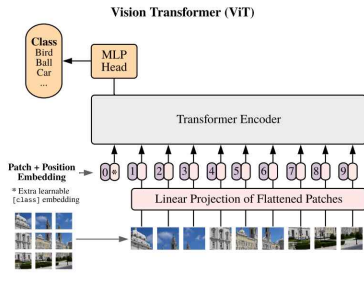 Vision Transformer (ViT)
Class
Bird
Ball
Car
...
MLP
Head
Transformer Encoder
Patch + Position
Embedding
0 * 1 2 3 4 5 6 7 8 9
* Extra learnable
[class] embedding
Linear Projection of Flattened Patches